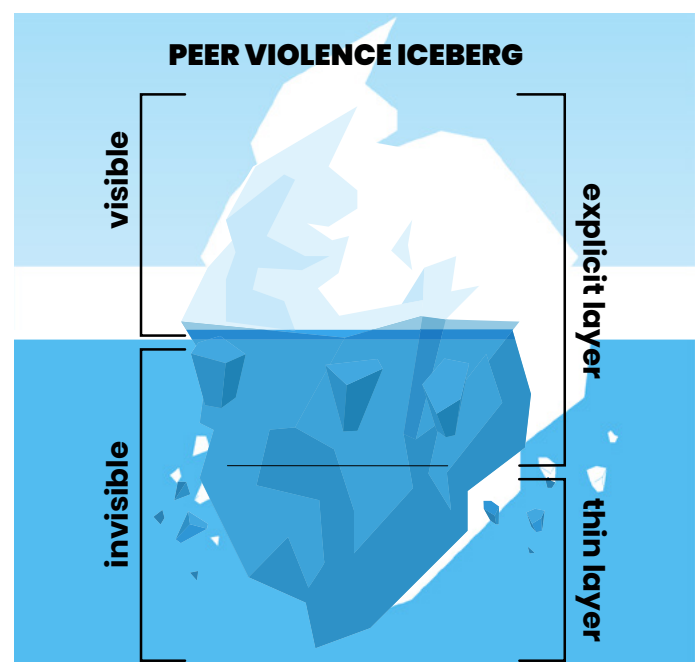 PEER VIOLENCE ICEBERG
visible
explicit layer
invisible
thin layer